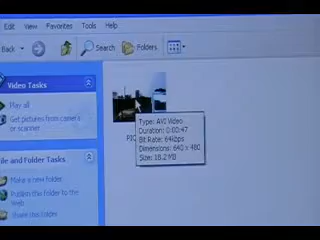 Edit View Favorites Tools Help
Back Search Folders
Video Tasks
Play all
Get pictures from camera
or scanner
File and Folder Tasks
Make a new folder
Publish this folder to the
Web
Share this folder
PIC
Type: AVI Video
Duration: 0:00:47
Bit Rate: 64kbps
Dimensions: 640 x 480
Size: 18.2 MB